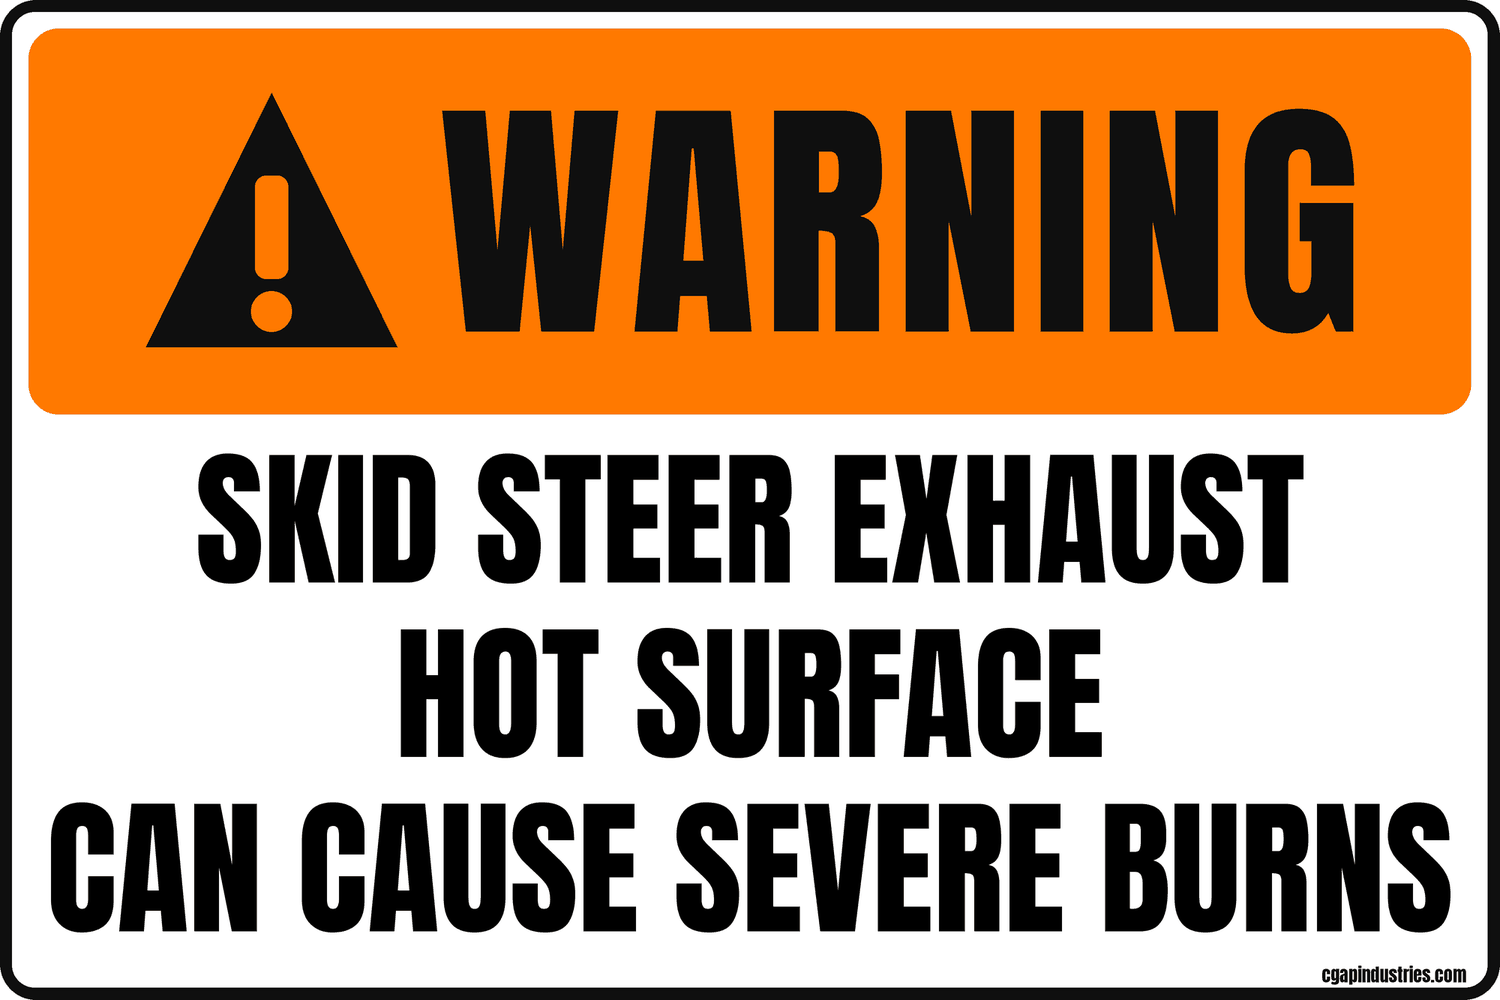 WARNING
SKID STEER EXHAUST
HOT SURFACE
CAN CAUSE SEVERE BURNS
cgapindustries.com